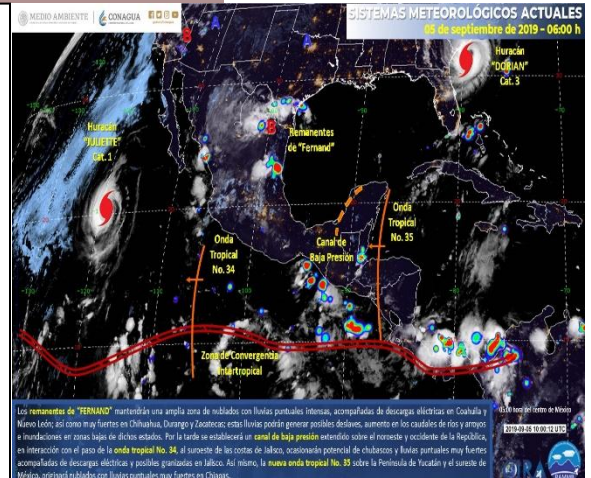 MEDIO AMBIENTE
CONAGUA
SISTEMAS METEOROLÓGICOS ACTUALES
05 de septiembre de 2019 – 06:00 h
B
A
A
Huracán
"DORIAN"
Cat. 3
Huracán
"JULIETTE"
Cat. 1
B
Remanentes
de "Fernand"
Onda
Tropical
No. 35
Onda
Tropical
No. 34
Canal de
Baja Presión
Zona de Convergencia
Intertropical
Los remanentes de "FERNAND" mantendrán una amplia zona de nublados con lluvias puntuales intensas, acompañadas de descargas eléctricas en Coahuila y
Nuevo León; así como muy fuertes en Chihuahua, Durango y Zacatecas; estas lluvias podrán generar posibles deslaves, aumento en los caudales de ríos y arroyos
e inundaciones en zonas bajas de dichos estados. Por la tarde se establecerá un canal de baja presión extendido sobre el noroeste y occidente de la República,
en interacción con el paso de la onda tropical No. 34, al suroeste de las costas de Jalisco, ocasionarán potencial de chubascos y lluvias puntuales muy fuertes
acompañadas de descargas eléctricas y posibles granizadas en Jalisco. Así mismo, la nueva onda tropical No. 35 sobre la Península de Yucatán y el sureste de
México, originará nublados con lluvias puntuales muy fuertes en Chiapas.
05:00 hora del centro de México
2019-09-05 10:00:12 UTC